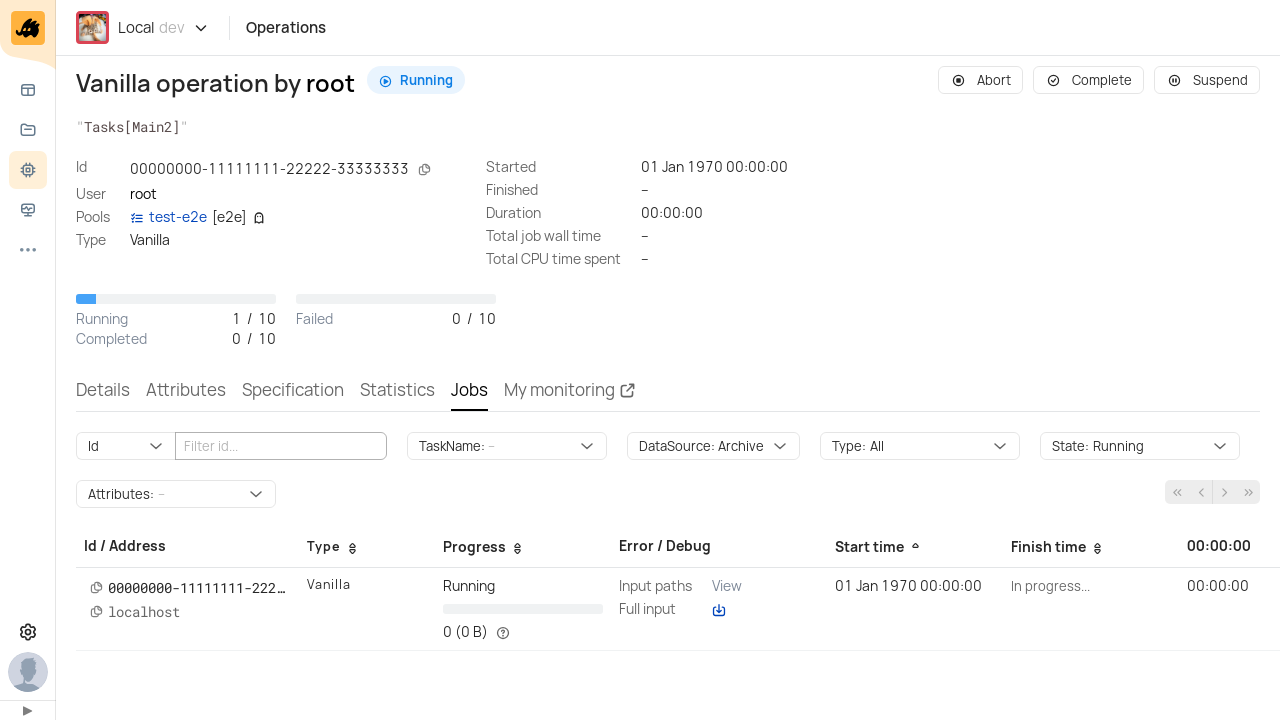 Local dev
Operations
Vanilla operation by root
Running
Abort
Complete
Suspend
"Tasks[Main2]"
Id 00000000-11111111-22222-33333333
User root
Pools test-e2e [e2e]
Type Vanilla
Started 01 Jan 1970 00:00:00
Finished –
Duration 00:00:00
Total job wall time –
Total CPU time spent –
Running 1 / 10
Completed 0 / 10
Failed 0 / 10
Details Attributes Specification Statistics Jobs My monitoring
Id Filter id... TaskName: – DataSource: Archive Type: All State: Running
Attributes: –
Id / Address Type Progress Error / Debug Start time Finish time 00:00:00
00000000-11111111-222… Vanilla Running Input paths View 01 Jan 1970 00:00:00 In progress... 00:00:00
localhost Full input
0 (0 B)